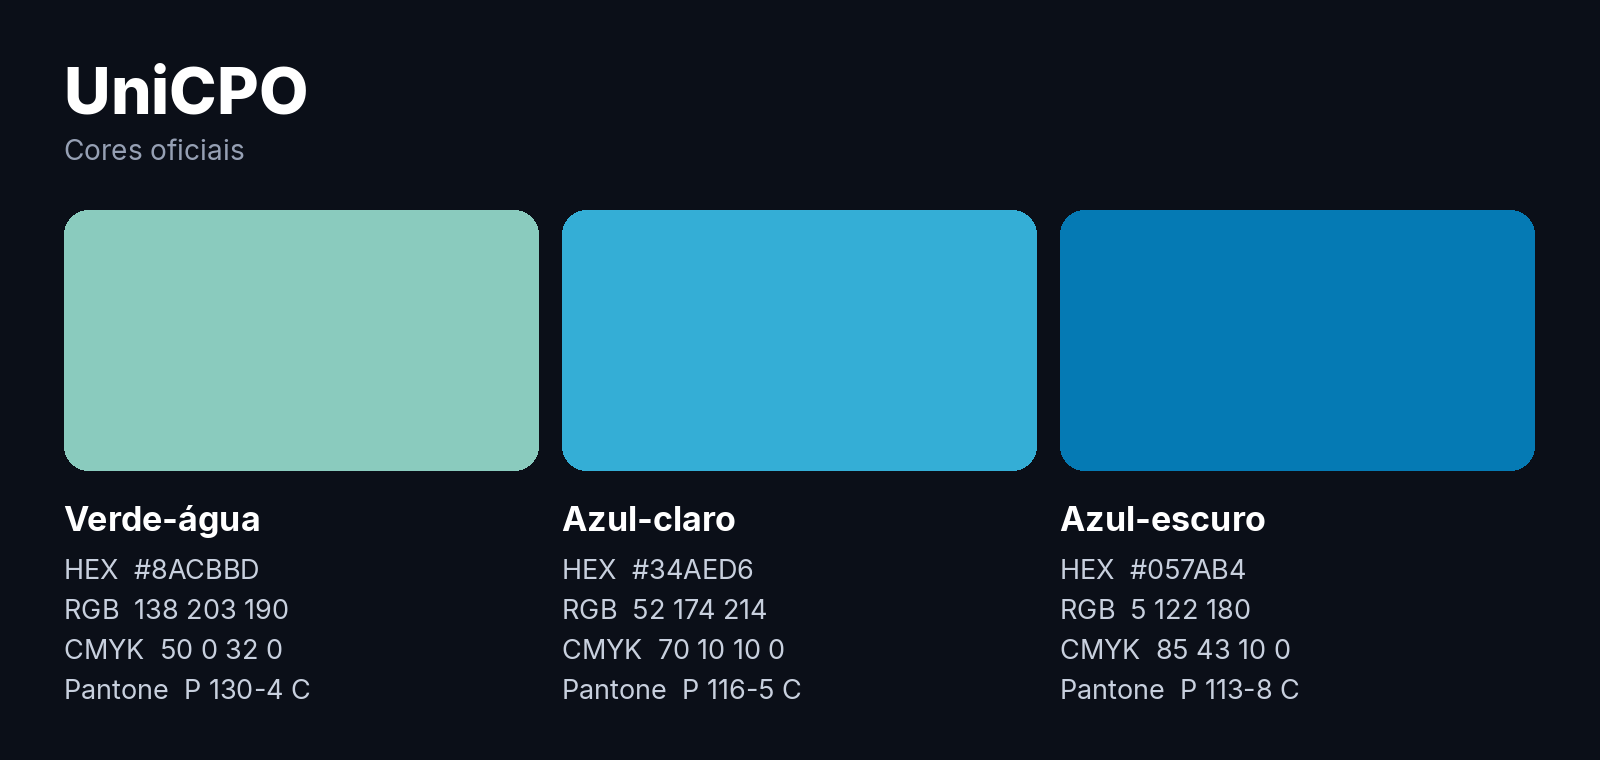 UniCPO
Cores oficiais
Verde-água
HEX #8ACBBD
RGB 138 203 190
CMYK 50 0 32 0
Pantone P 130-4 C
Azul-claro
HEX #34AED6
RGB 52 174 214
CMYK 70 10 10 0
Pantone P 116-5 C
Azul-escuro
HEX #057AB4
RGB 5 122 180
CMYK 85 43 10 0
Pantone P 113-8 C